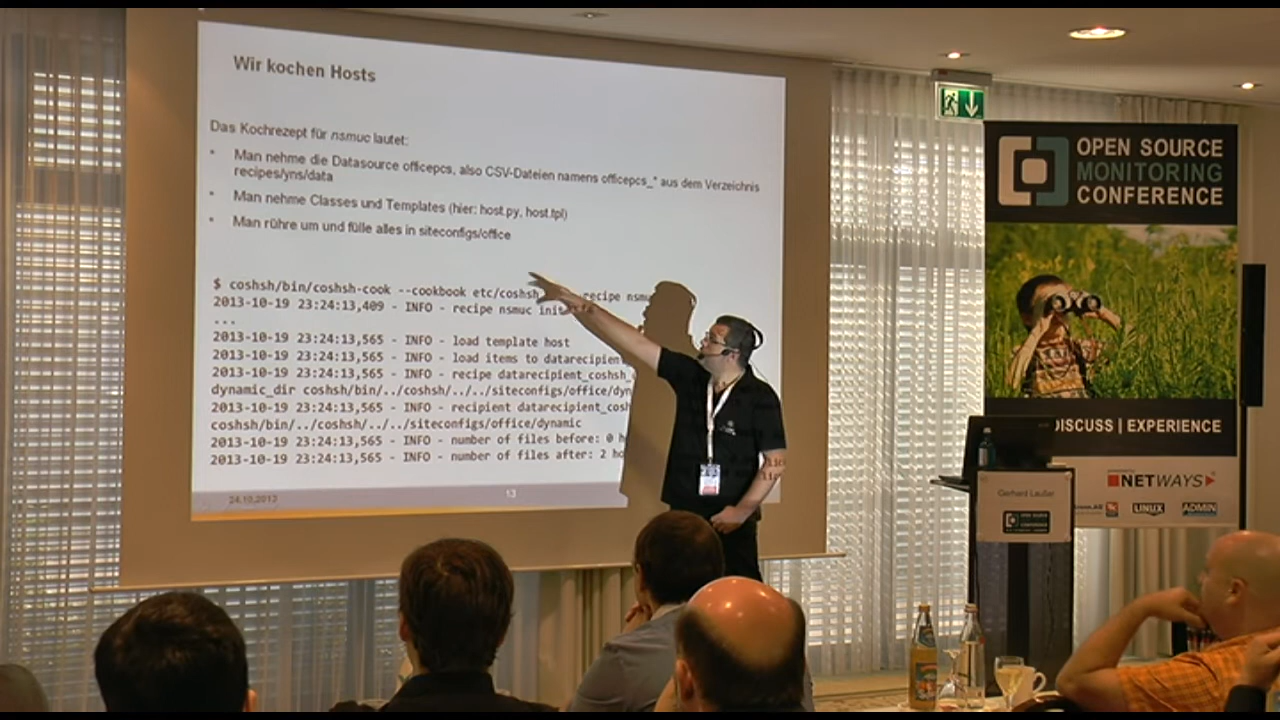 Wir kochen Hosts
Das Kochrezept für nsmuc lautet:
* Man nehme die Datasource officepcs, also CSV-Dateien namens officepcs_* aus dem Verzeichnis
recipes/yns/data
* Man nehme Classes und Templates (hier: host.py, host.tpl)
* Man rühre um und fülle alles in siteconfigs/office
$ coshsh/bin/coshsh-cook --cookbook etc/coshsh recipe nsmu
2013-10-19 23:24:13,409 - INFO - recipe nsmuc init
...
2013-10-19 23:24:13,565 - INFO - load template host
2013-10-19 23:24:13,565 - INFO - load items to datarecipient
2013-10-19 23:24:13,565 - INFO - recipe datarecipient_coshsh_
dynamic_dir coshsh/bin/../coshsh/../../siteconfigs/office/dyn
2013-10-19 23:24:13,565 - INFO - recipient datarecipient_cosh
coshsh/bin/../coshsh/../../siteconfigs/office/dynamic
2013-10-19 23:24:13,565 - INFO - number of files before: 0 h
2013-10-19 23:24:13,565 - INFO - number of files after: 2 ho
24.10.2013
13
OPEN SOURCE
MONITORING
CONFERENCE
DISCUSS | EXPERIENCE
NETWAYS
LINUX
ADMIN
Gerhard Laußer
OPEN SOURCE
MONITORING
CONFERENCE